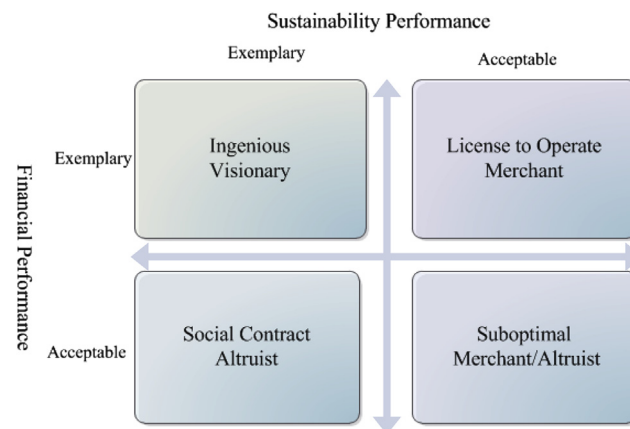 Sustainability Performance
Exemplary
Acceptable
Financial Performance
Exemplary
Ingenious
Visionary
License to Operate
Merchant
Acceptable
Social Contract
Altruist
Suboptimal
Merchant/Altruist